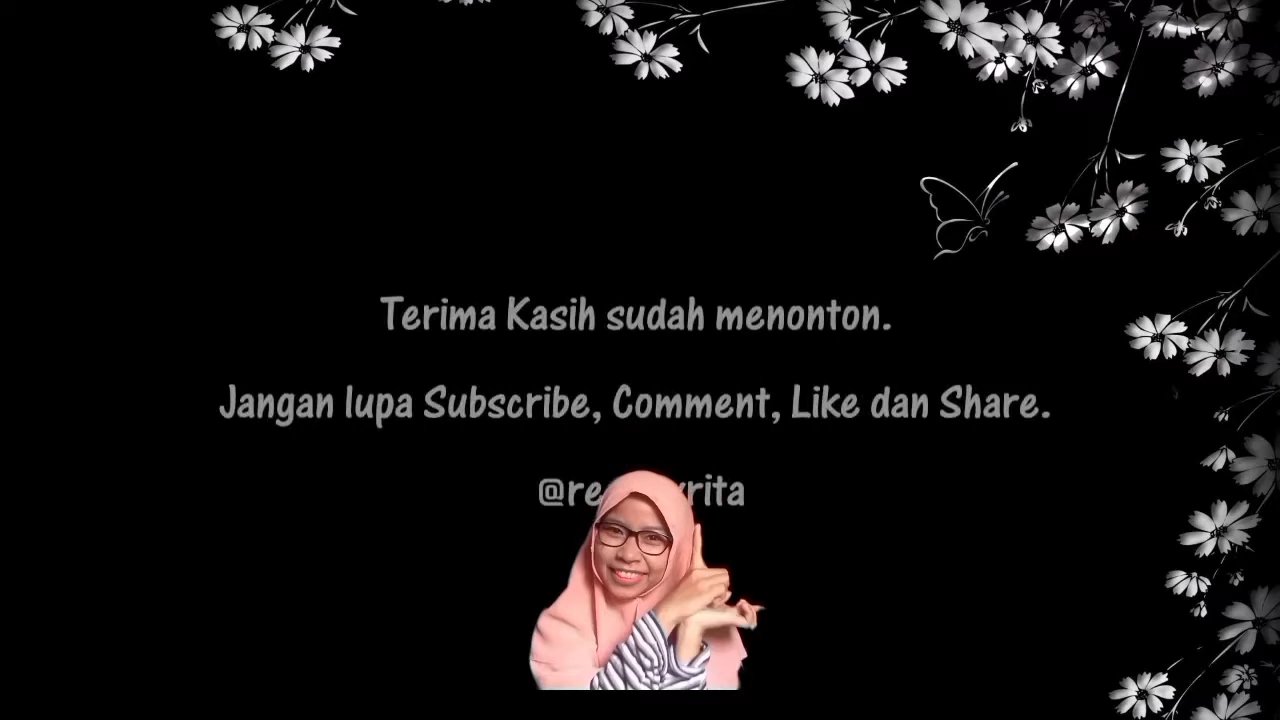 Terima Kasih sudah menonton.
Jangan lupa Subscribe, Comment, Like dan Share.